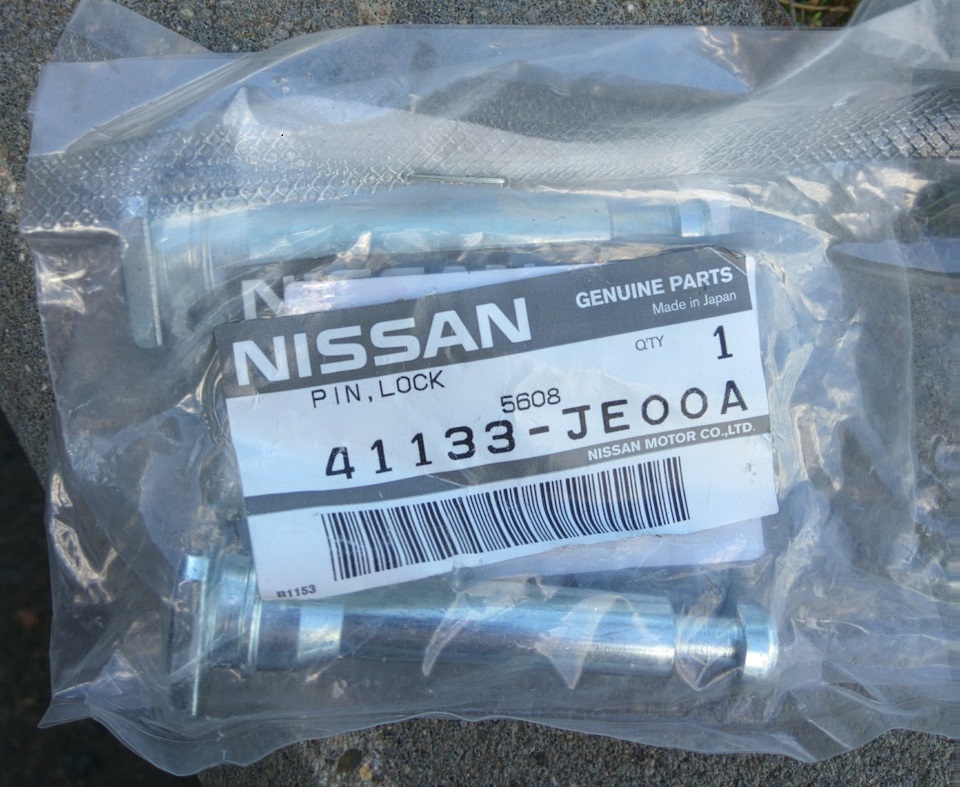 N
NISSAN
GENUINE PARTS
Made in Japan
PIN, LOCK
Q'TY 1
5608
41133-JE00A
NISSAN MOTOR CO.,LTD.
B1153